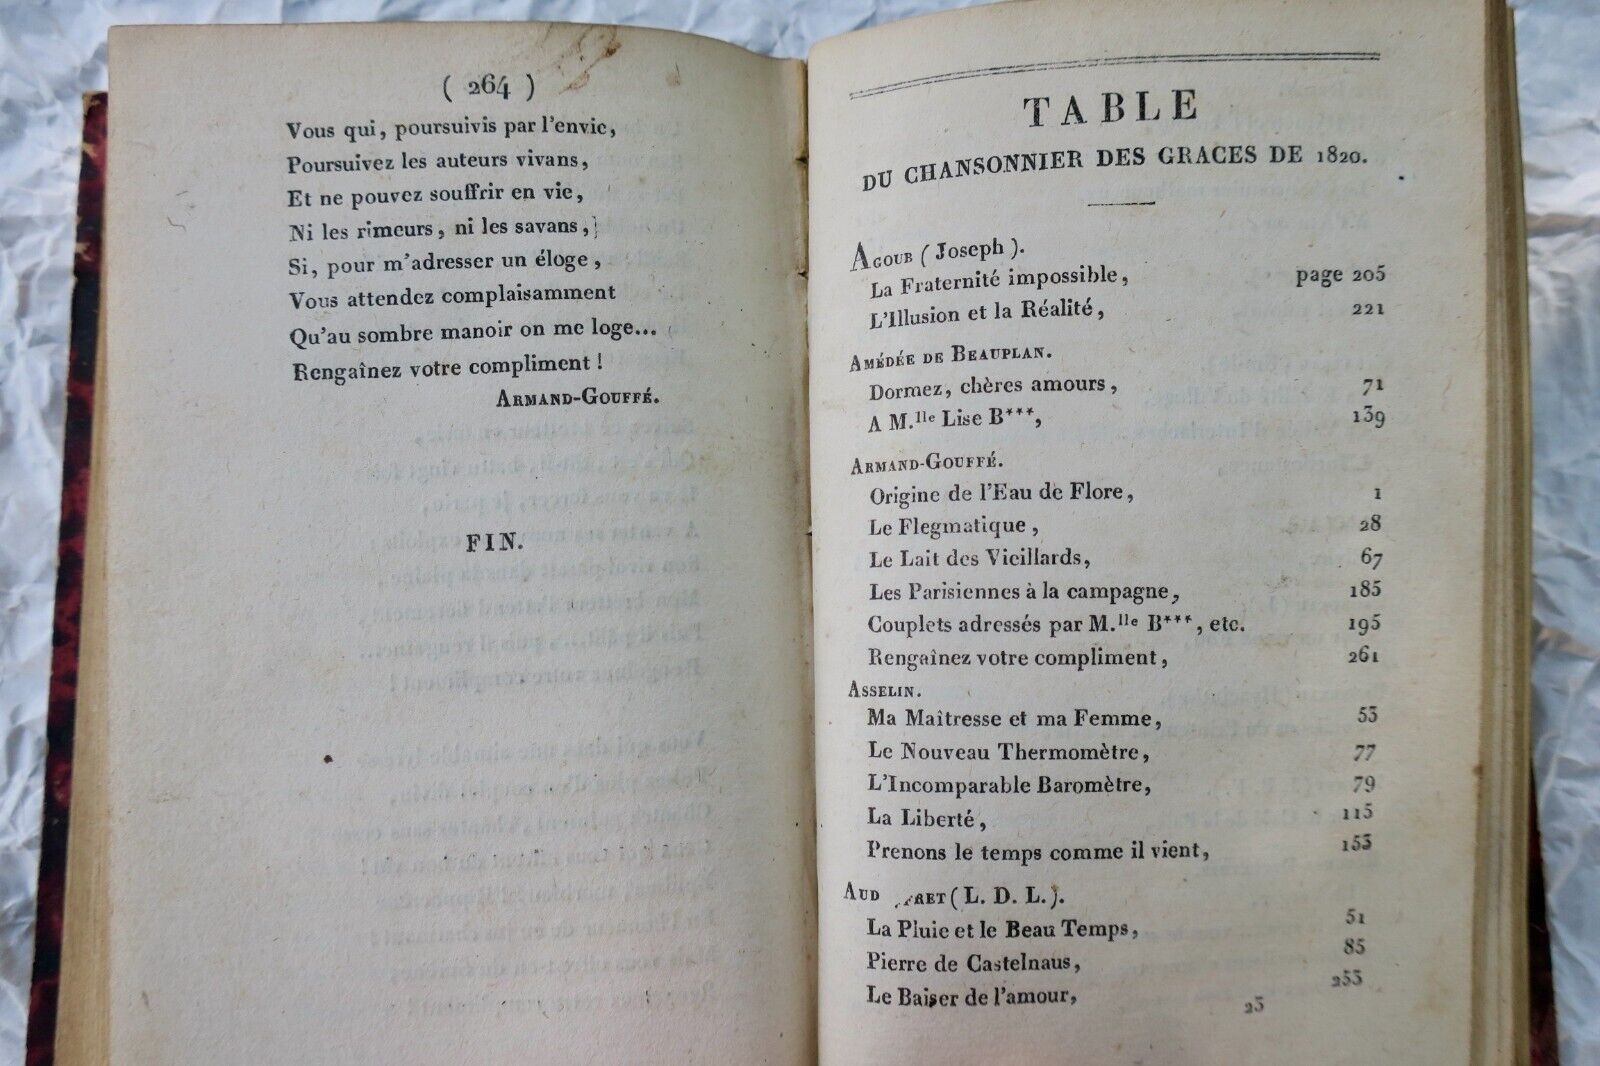 ( 264 )
Vous qui, poursuivis par l'envie,
Poursuivez les auteurs vivans,
Et ne pouvez souffrir en vie,
Ni les rimeurs, ni les savans,
Si, pour m'adresser un éloge,
Vous attendez complaisamment
Qu'au sombre manoir on me loge...
Rengaînez votre compliment !
ARMAND-GOUFFÉ.
FIN.
TABLE
DU CHANSONNIER DES GRACES DE 1820.
AGOUB ( Joseph ).
La Fraternité impossible, page 205
L'Illusion et la Réalité, 221
AMÉDÉE DE BEAUPLAN.
Dormez, chères amours, 71
A M.lle Lise B***, 139
ARMAND-GOUFFÉ.
Origine de l'Eau de Flore, 1
Le Flegmatique, 28
Le Lait des Vieillards, 67
Les Parisiennes à la campagne, 185
Couplets adressés par M.lle B***, etc. 195
Rengaînez votre compliment, 261
ASSELIN.
Ma Maîtresse et ma Femme, 53
Le Nouveau Thermomètre, 77
L'Incomparable Baromètre, 79
La Liberté, 115
Prenons le temps comme il vient, 153
AUD RET ( L. D. L. ).
La Pluie et le Beau Temps, 51
Pierre de Castelnaus, 85
Le Baiser de l'amour, 253
23